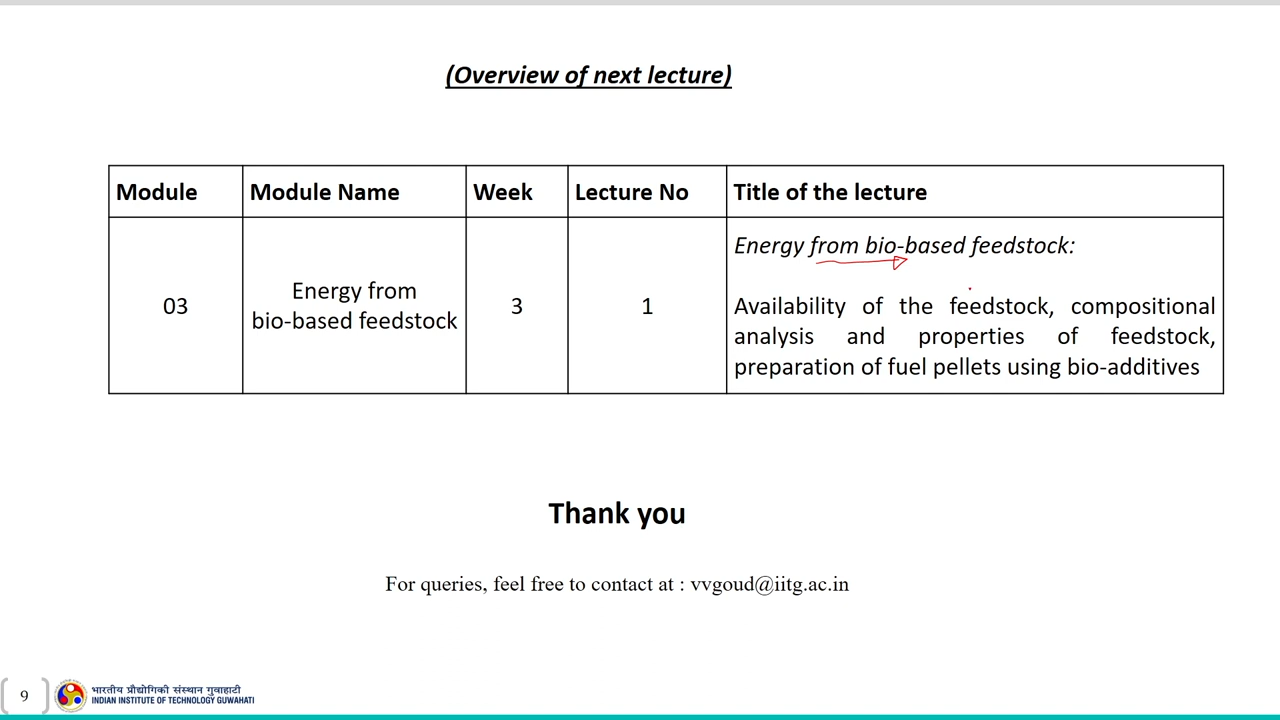 (Overview of next lecture)
Module Module Name Week Lecture No Title of the lecture
Energy from bio-based feedstock:
03 Energy from 3 1 Availability of the feedstock, compositional
bio-based feedstock analysis and properties of feedstock,
preparation of fuel pellets using bio-additives
Thank you
For queries, feel free to contact at : vvgoud@iitg.ac.in
9
भारतीय प्रौद्योगिकी संस्थान गुवाहाटी
INDIAN INSTITUTE OF TECHNOLOGY GUWAHATI